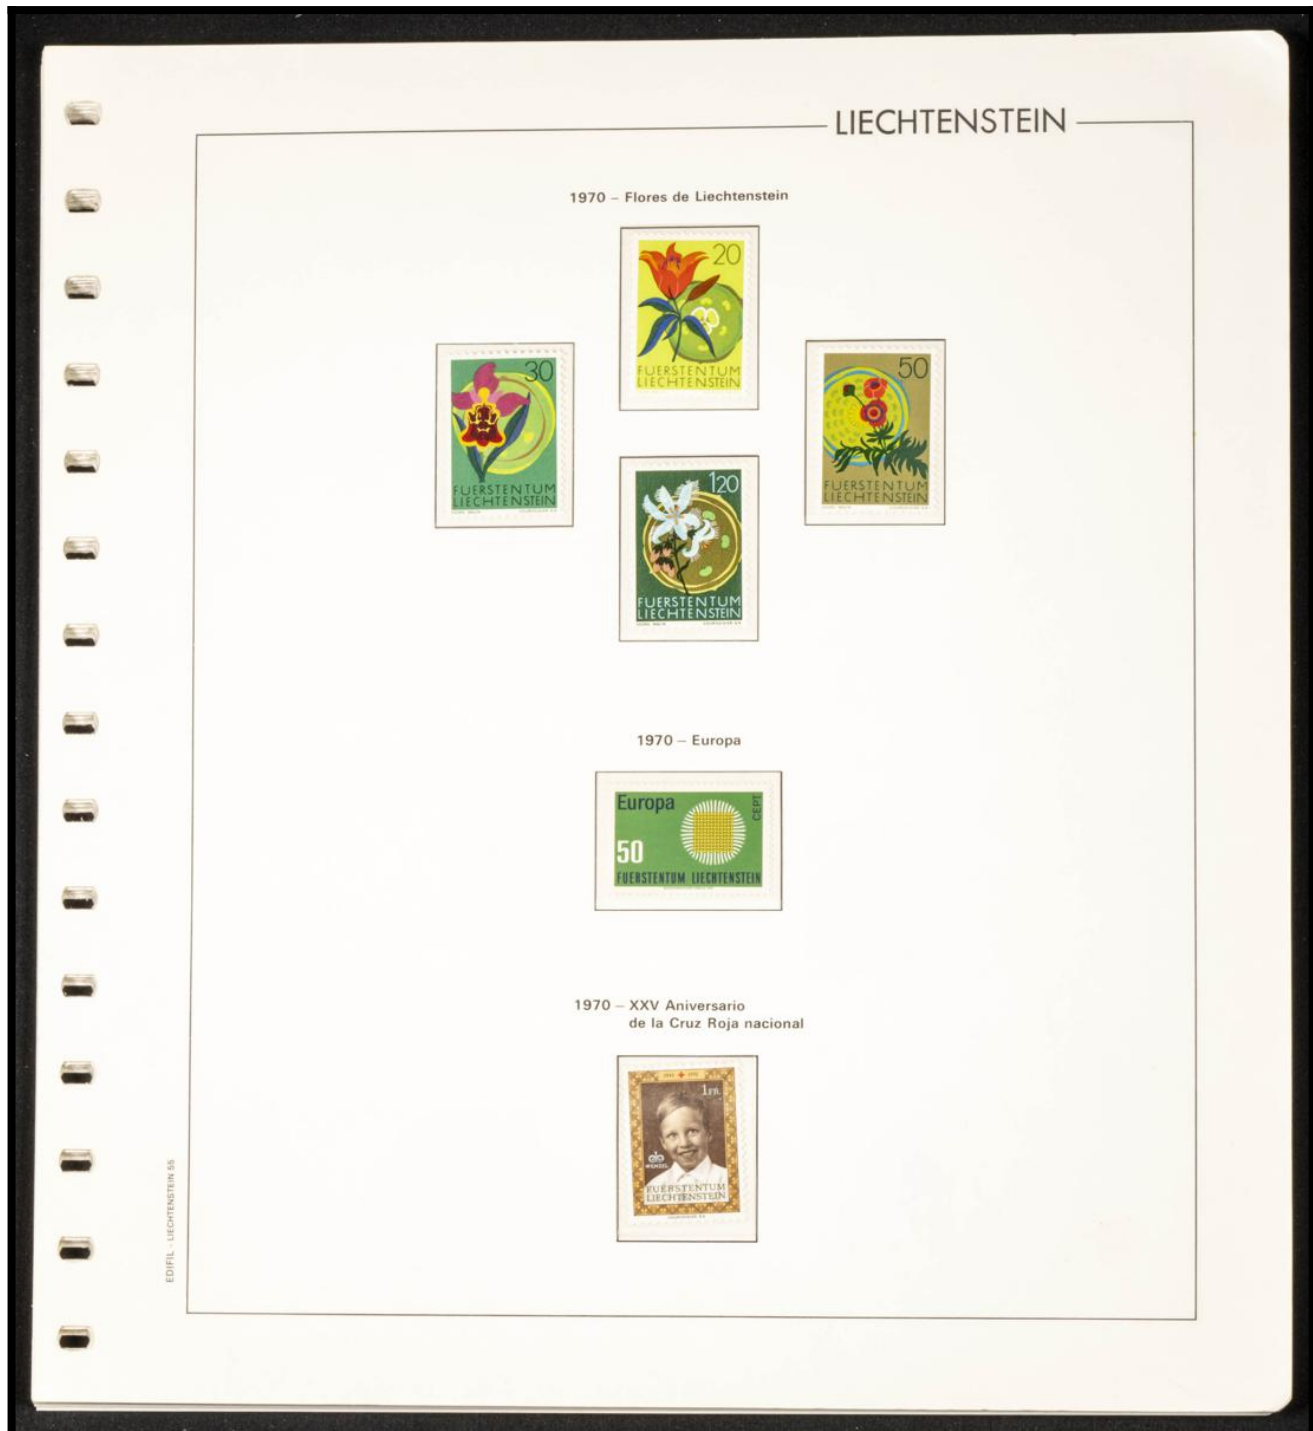 LIECHTENSTEIN
1970 – Flores de Liechtenstein
20
FUERSTENTUM
LIECHTENSTEIN
30
FUERSTENTUM
LIECHTENSTEIN
50
FUERSTENTUM
LIECHTENSTEIN
120
FUERSTENTUM
LIECHTENSTEIN
1970 – Europa
Europa
CEPT
50
FUERSTENTUM LIECHTENSTEIN
1970 – XXV Aniversario
de la Cruz Roja nacional
1 FR.
WENZEL
FUERSTENTUM
LIECHTENSTEIN
EDIFIL - LIECHTENSTEIN 55